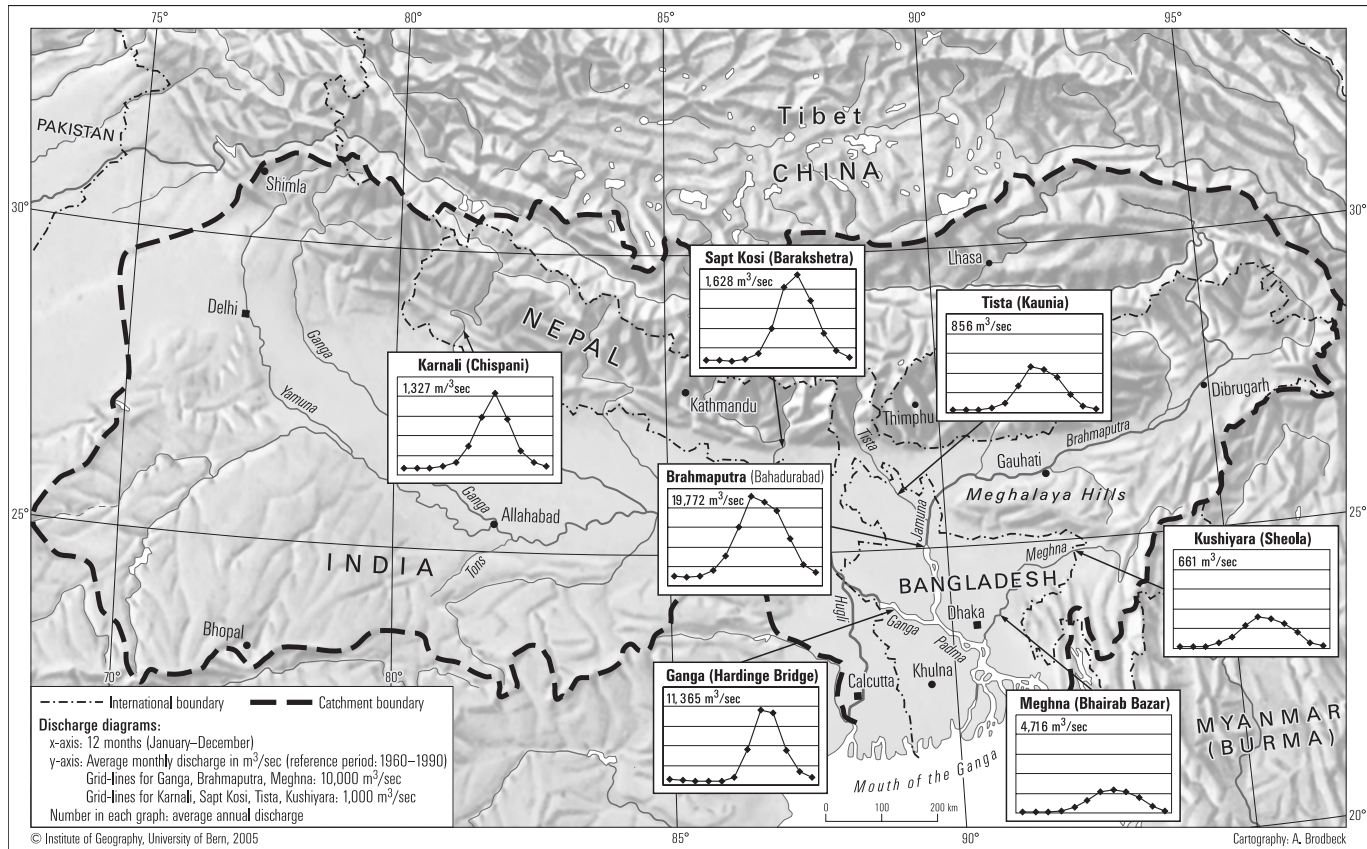 75°
80°
85°
90°
95°
PAKISTAN
Tibet
CHINA
Shimla
30°
30°
Lhasa
Sapt Kosi (Barakshetra)
1,628 m³/sec
Tista (Kaunia)
856 m³/sec
Delhi
Ganga
NEPAL
Karnali (Chispani)
1,327 m/³sec
Yamuna
Kathmandu
Thimphu
Dibrugarh
Tista
Brahmaputra
Gauhati
Meghalaya Hills
Brahmaputra (Bahadurabad)
19,772 m³/sec
Ganga
Allahabad
25°
25°
Jamuna
Kushiyara (Sheola)
661 m³/sec
INDIA
Tons
Meghna
BANGLADESH
Hugli
Dhaka
Ganga
Padma
Bhopal
Ganga (Hardinge Bridge)
11,365 m³/sec
Calcutta
Khulna
70°
80°
Meghna (Bhairab Bazar)
4,716 m³/sec
MYANMAR
(BURMA)
Mouth of the Ganga
0 100 200 km
International boundary Catchment boundary
Discharge diagrams:
x-axis: 12 months (January–December)
y-axis: Average monthly discharge in m³/sec (reference period: 1960–1990)
Grid-lines for Ganga, Brahmaputra, Meghna: 10,000 m³/sec
Grid-lines for Karnali, Sapt Kosi, Tista, Kushiyara: 1,000 m³/sec
Number in each graph: average annual discharge
20°
85°
90°
© Institute of Geography, University of Bern, 2005
Cartography: A. Brodbeck